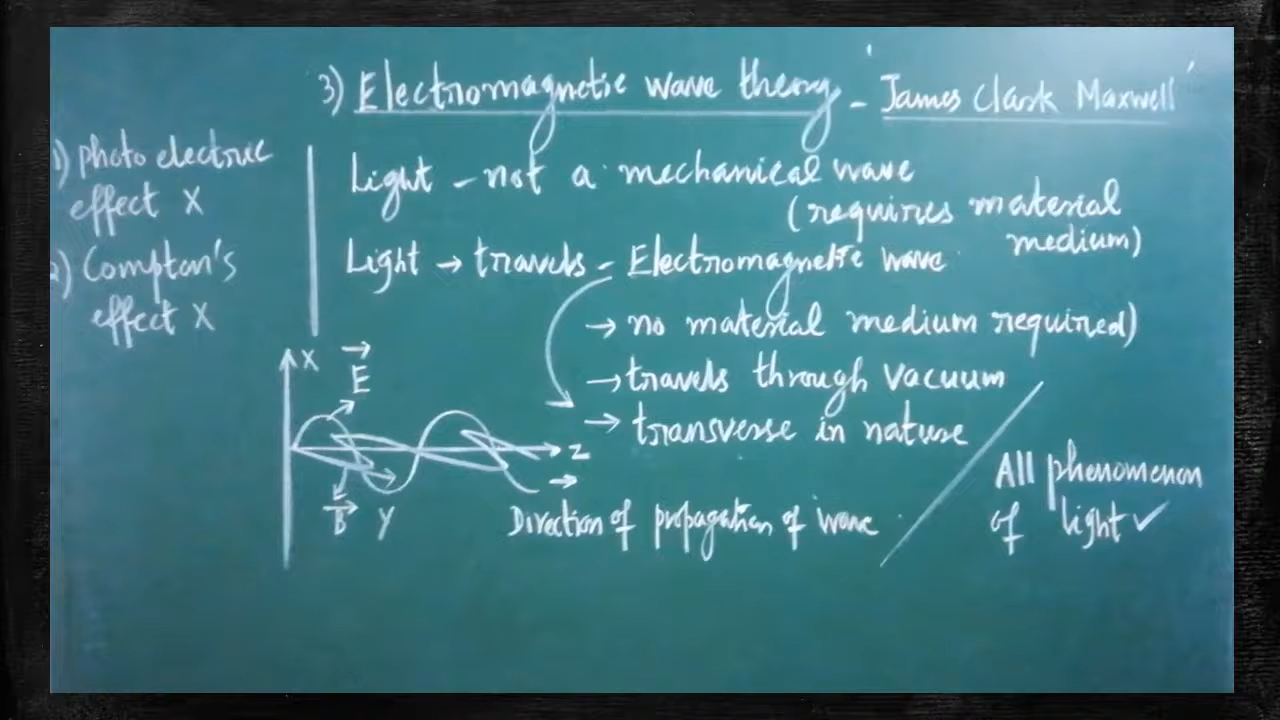 3) Electromagnetic wave theory - 'James Clark Maxwell'
1) photo electric
effect X
2) Compton's
effect X
Light - not a mechanical wave
(requires material
medium)
Light → travels - Electromagnetic wave
→ no material medium required)
→ travels through vacuum
→ transverse in nature
X
E
Z
B
Y
Direction of propagation of wave
All phenomenon
of light ✓